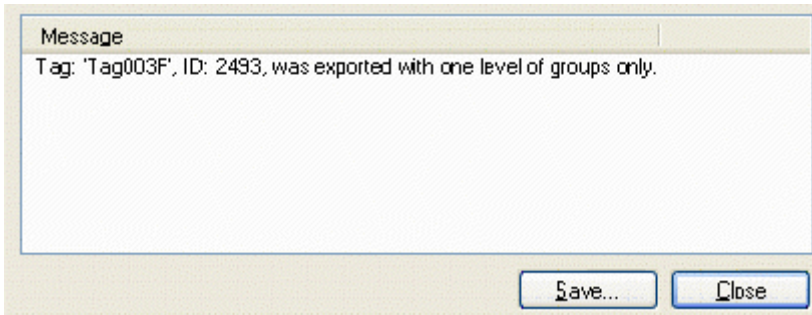 Message
Tag: 'Tag003F', ID: 2493, was exported with one level of groups only.
Save... Close